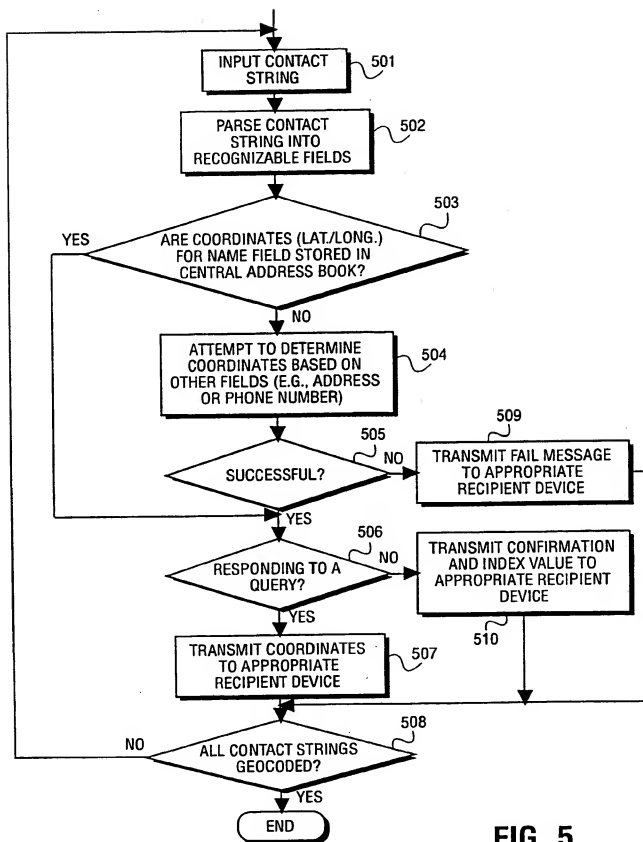 INPUT CONTACT
STRING
501
PARSE CONTACT
STRING INTO
RECOGNIZABLE FIELDS
502
503
YES
ARE COORDINATES (LAT./LONG.)
FOR NAME FIELD STORED IN
CENTRAL ADDRESS BOOK?
NO
ATTEMPT TO DETERMINE
COORDINATES BASED ON
OTHER FIELDS (E.G., ADDRESS
OR PHONE NUMBER)
504
505
SUCCESSFUL?
NO
509
TRANSMIT FAIL MESSAGE
TO APPROPRIATE
RECIPIENT DEVICE
YES
506
RESPONDING TO A
QUERY?
NO
TRANSMIT CONFIRMATION
AND INDEX VALUE TO
APPROPRIATE RECIPIENT
DEVICE
510
YES
TRANSMIT COORDINATES
TO APPROPRIATE
RECIPIENT DEVICE
507
508
NO
ALL CONTACT STRINGS
GEOCODED?
YES
END
FIG. 5